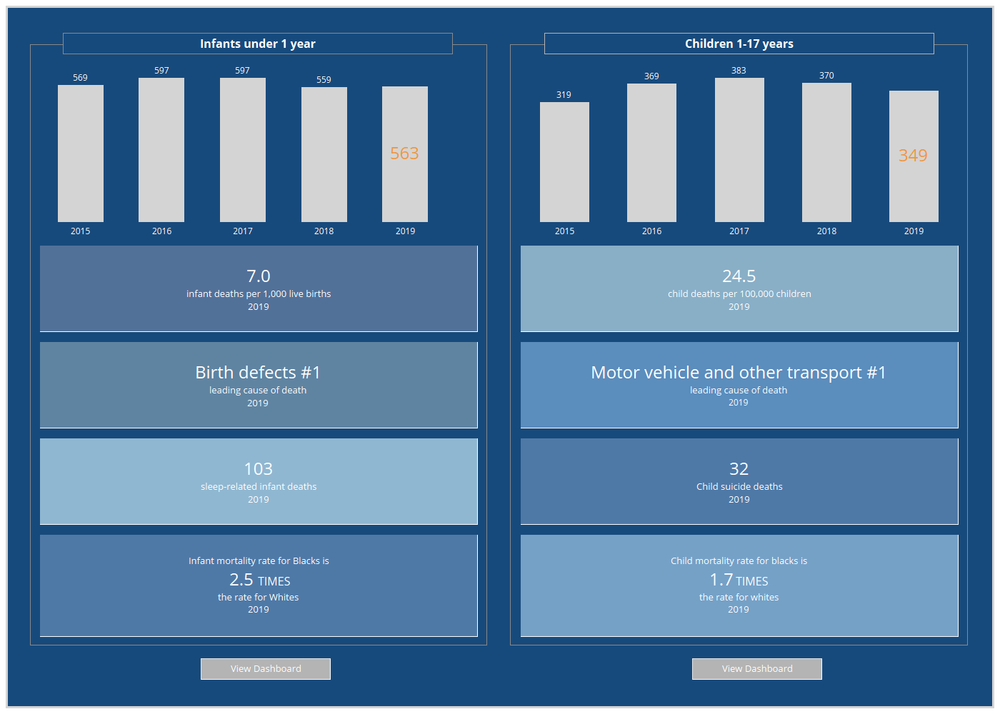 Infants under 1 year
569
597
597
559
563
2015
2016
2017
2018
2019
7.0
infant deaths per 1,000 live births
2019
Birth defects #1
leading cause of death
2019
103
sleep-related infant deaths
2019
Infant mortality rate for Blacks is
2.5 TIMES
the rate for Whites
2019
View Dashboard
Children 1-17 years
319
369
383
370
349
2015
2016
2017
2018
2019
24.5
child deaths per 100,000 children
2019
Motor vehicle and other transport #1
leading cause of death
2019
32
Child suicide deaths
2019
Child mortality rate for blacks is
1.7 TIMES
the rate for whites
2019
View Dashboard